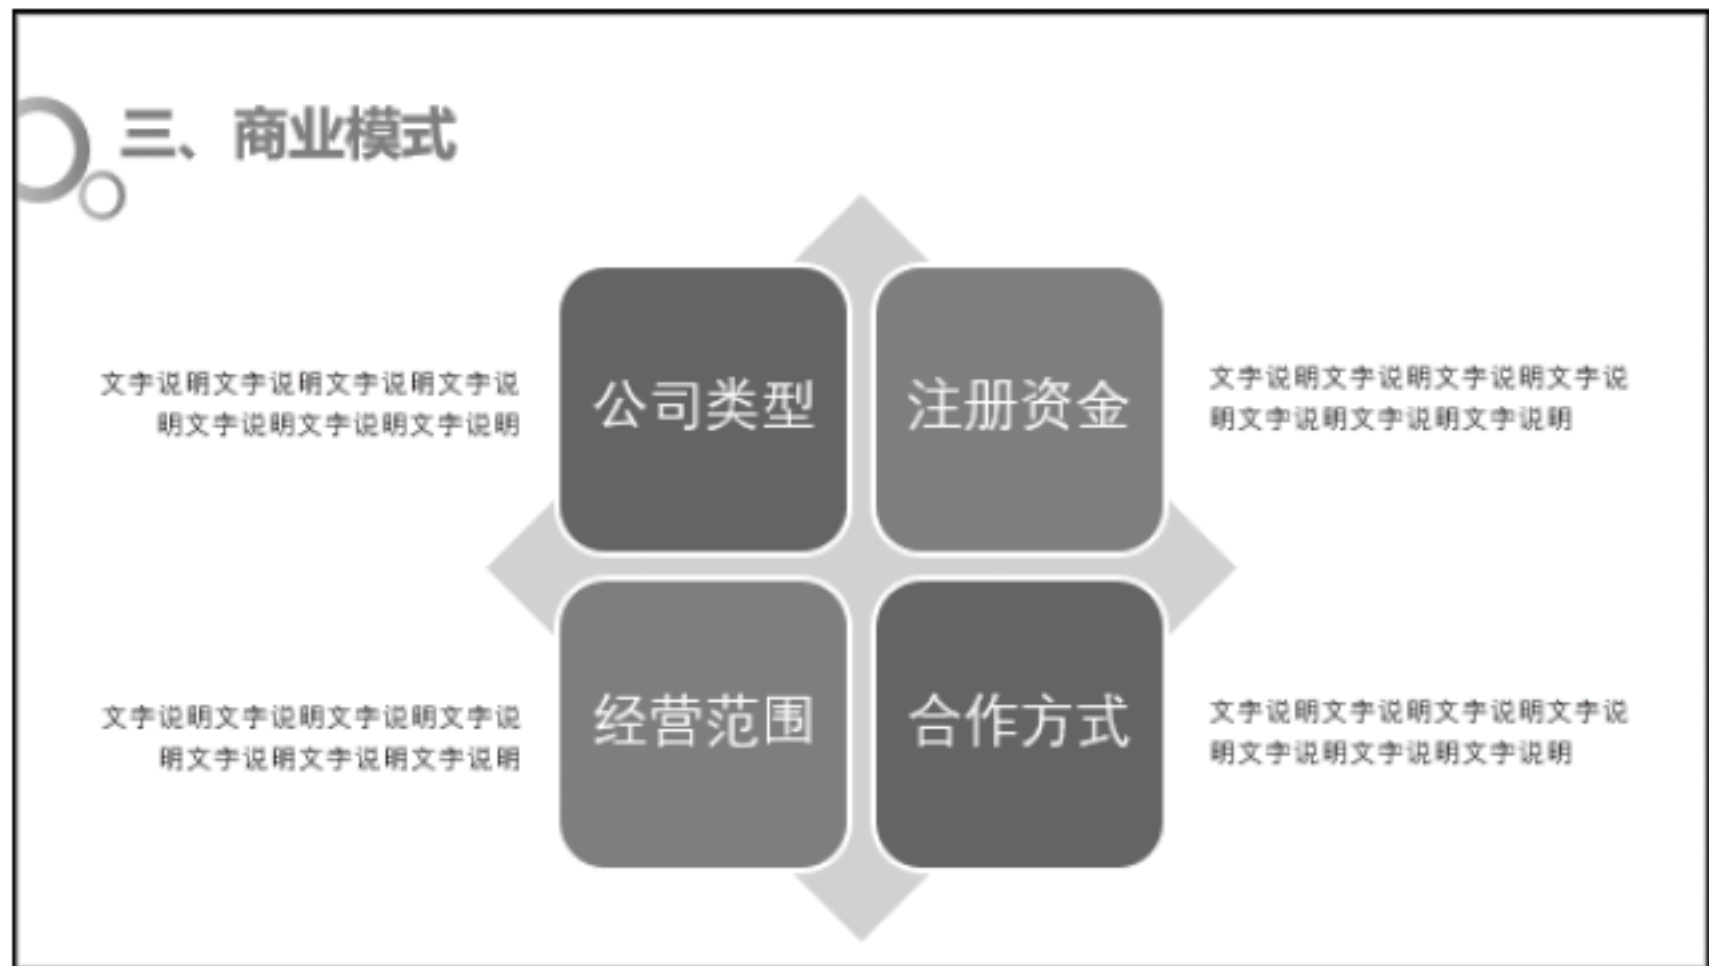 三、商业模式
文字说明文字说明文字说明文字说
明文字说明文字说明文字说明
公司类型
注册资金
文字说明文字说明文字说明文字说
明文字说明文字说明文字说明
文字说明文字说明文字说明文字说
明文字说明文字说明文字说明
经营范围
合作方式
文字说明文字说明文字说明文字说
明文字说明文字说明文字说明